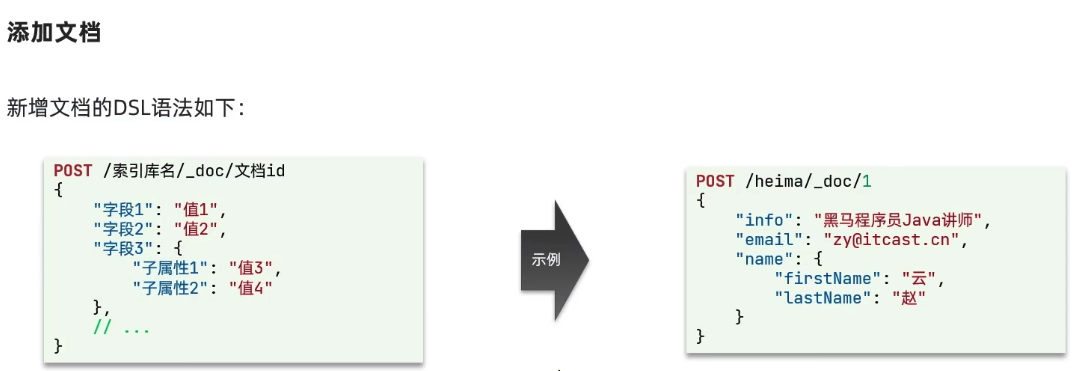 添加文档
新增文档的DSL语法如下：
POST /索引库名/_doc/文档id
{
    "字段1": "值1",
    "字段2": "值2",
    "字段3": {
        "子属性1": "值3",
        "子属性2": "值4"
    },
    // ...
}
示例
POST /heima/_doc/1
{
    "info": "黑马程序员Java讲师",
    "email": "zy@itcast.cn",
    "name": {
        "firstName": "云",
        "lastName": "赵"
    }
}